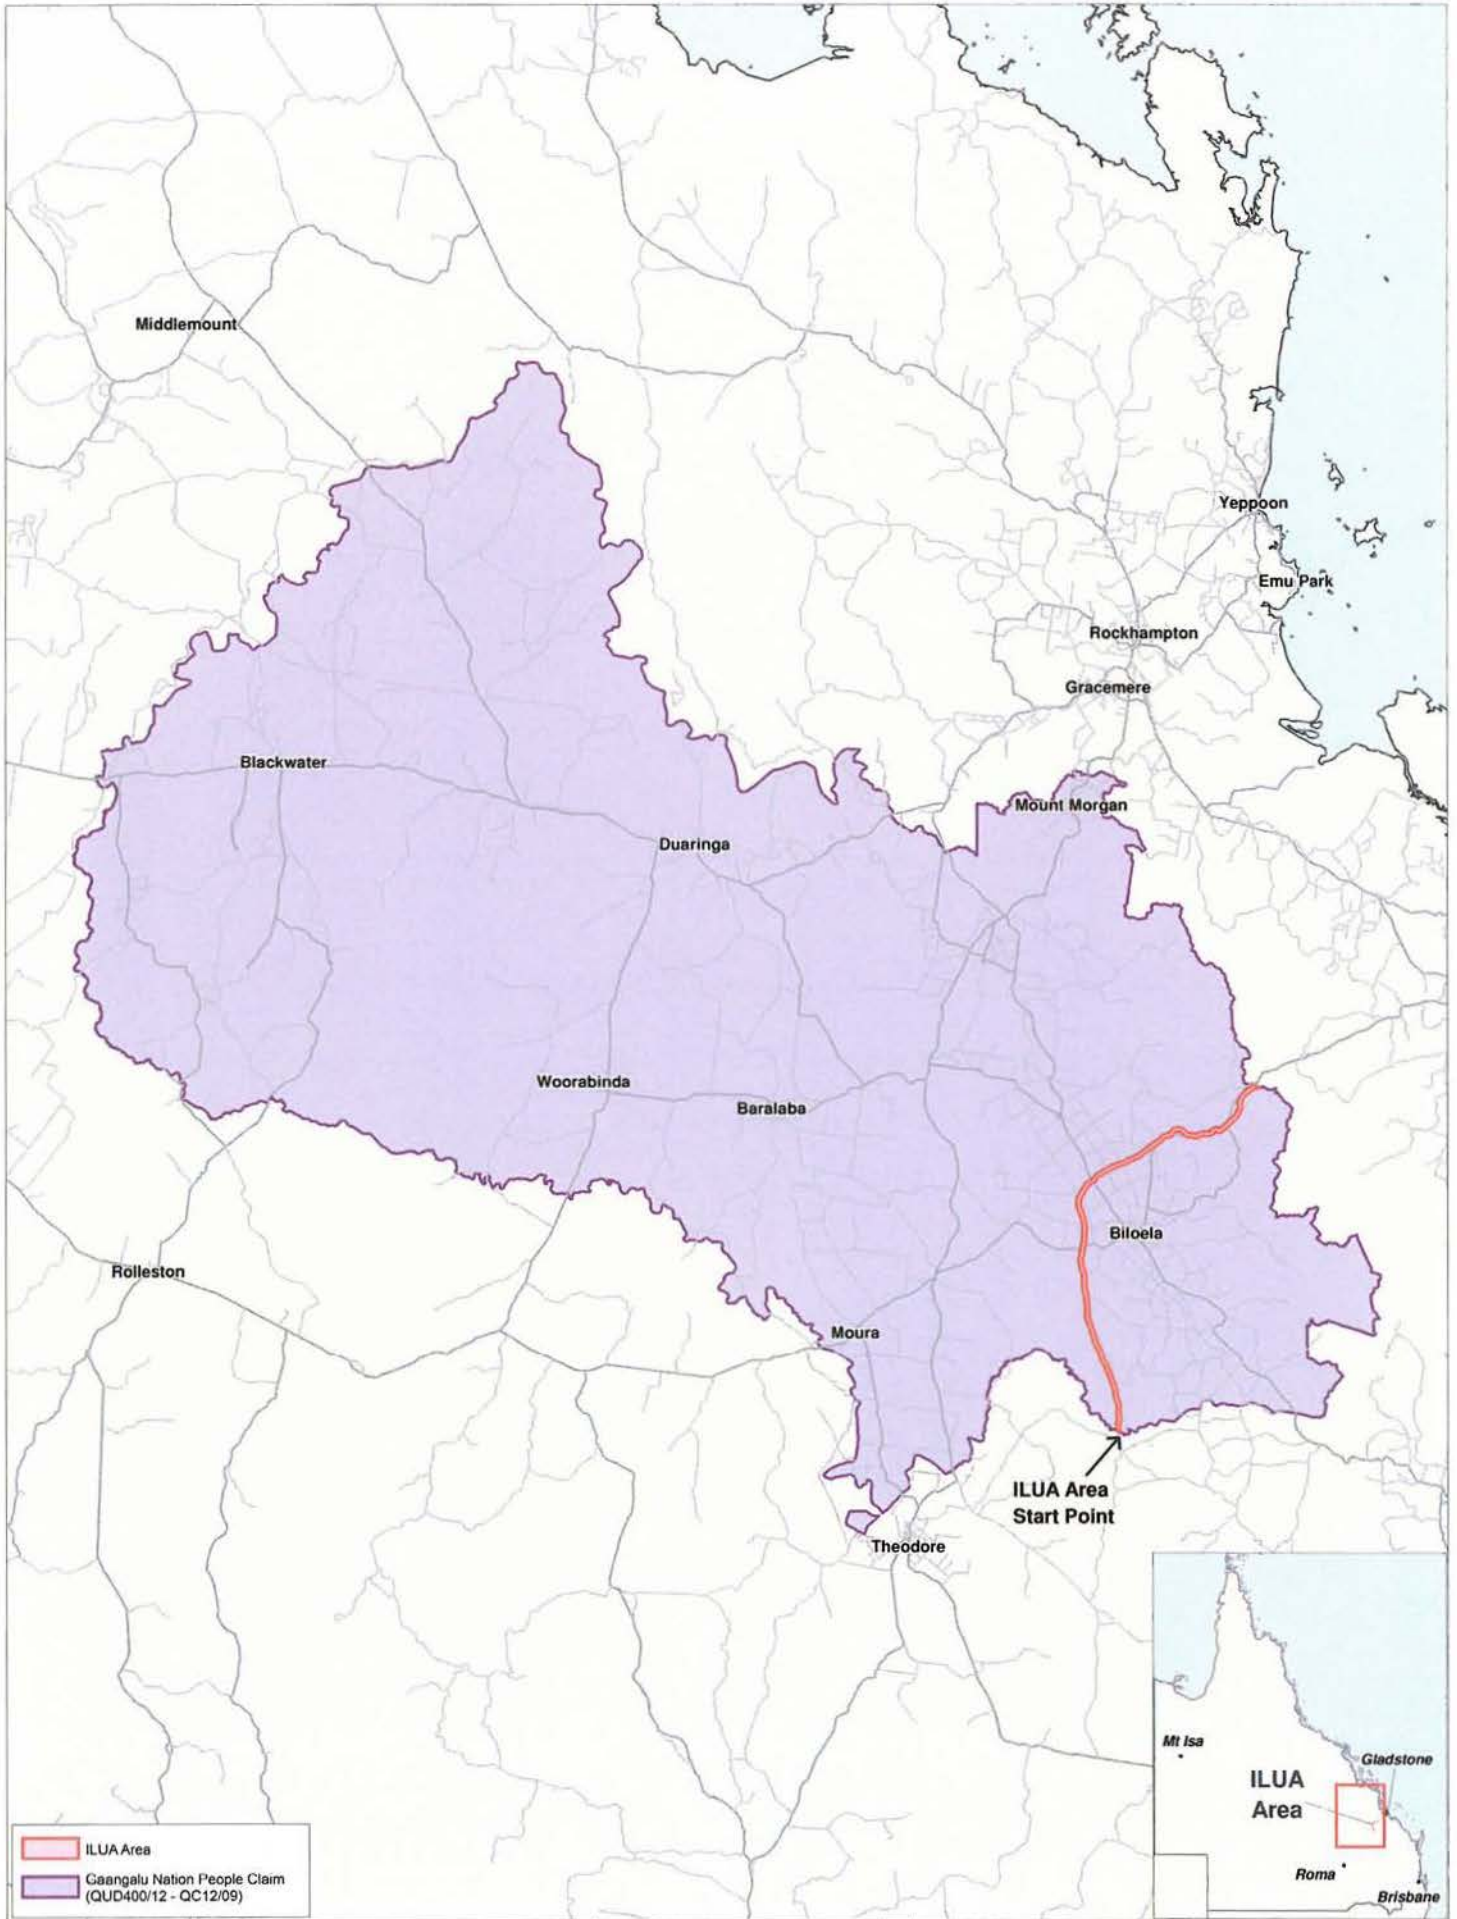 Middlemount
Yeppoon
Emu Park
Rockhampton
Gracemere
Blackwater
Mount Morgan
Duaringa
Woorabinda
Baralaba
Biloela
Rolleston
Moura
ILUA Area
Start Point
Theodore
Mt Isa
Gladstone
ILUA
Area
Roma
Brisbane
ILUA Area
Gaangalu Nation People Claim
(QUD400/12 - QC12/09)